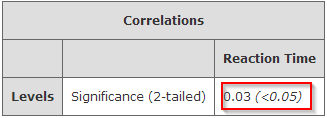 Correlations
Reaction Time
Levels Significance (2-tailed) 0.03 (<0.05)